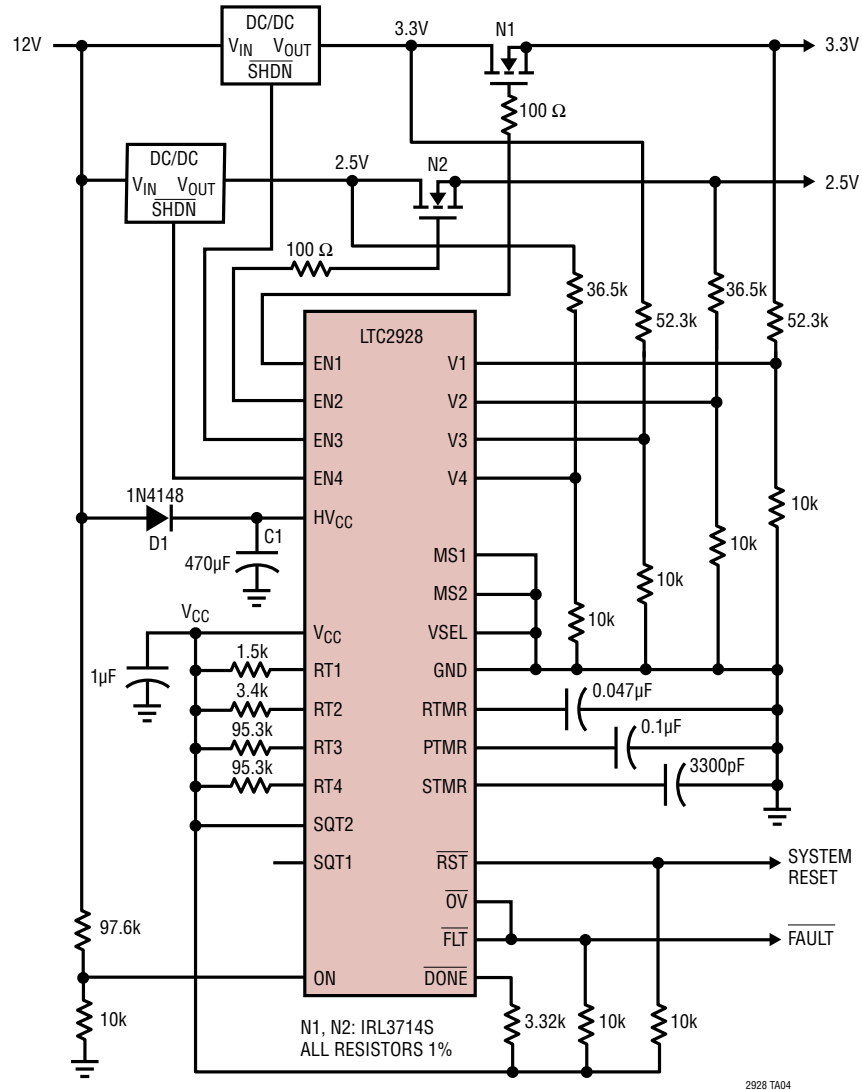 12V
DC/DC
VIN VOUT
SHDN
3.3V
N1
3.3V
100 Ω
DC/DC
VIN VOUT
SHDN
2.5V
N2
2.5V
100 Ω
36.5k
52.3k
36.5k
52.3k
LTC2928
EN1
EN2
EN3
EN4
HVCC
VCC
RT1
RT2
RT3
RT4
SQT2
SQT1
ON
V1
V2
V3
V4
MS1
MS2
VSEL
GND
RTMR
PTMR
STMR
RST
OV
FLT
DONE
1N4148
D1
C1
470µF
VCC
1µF
1.5k
3.4k
95.3k
95.3k
97.6k
10k
10k
10k
10k
10k
0.047µF
0.1µF
3300pF
SYSTEM
RESET
FAULT
3.32k
10k
10k
N1, N2: IRL3714S
ALL RESISTORS 1%
2928 TA04